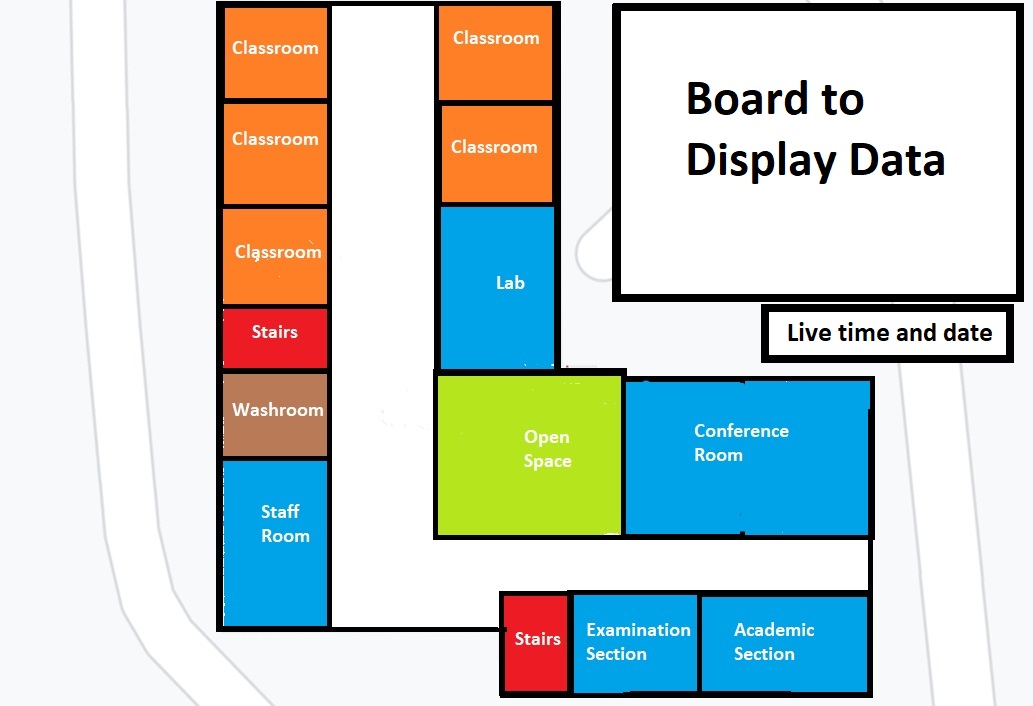 Classroom
Classroom
Board to
Display Data
Classroom
Classroom
Classroom
Lab
Stairs
Live time and date
Washroom
Open
Space
Conference
Room
Staff
Room
Stairs
Examination
Section
Academic
Section